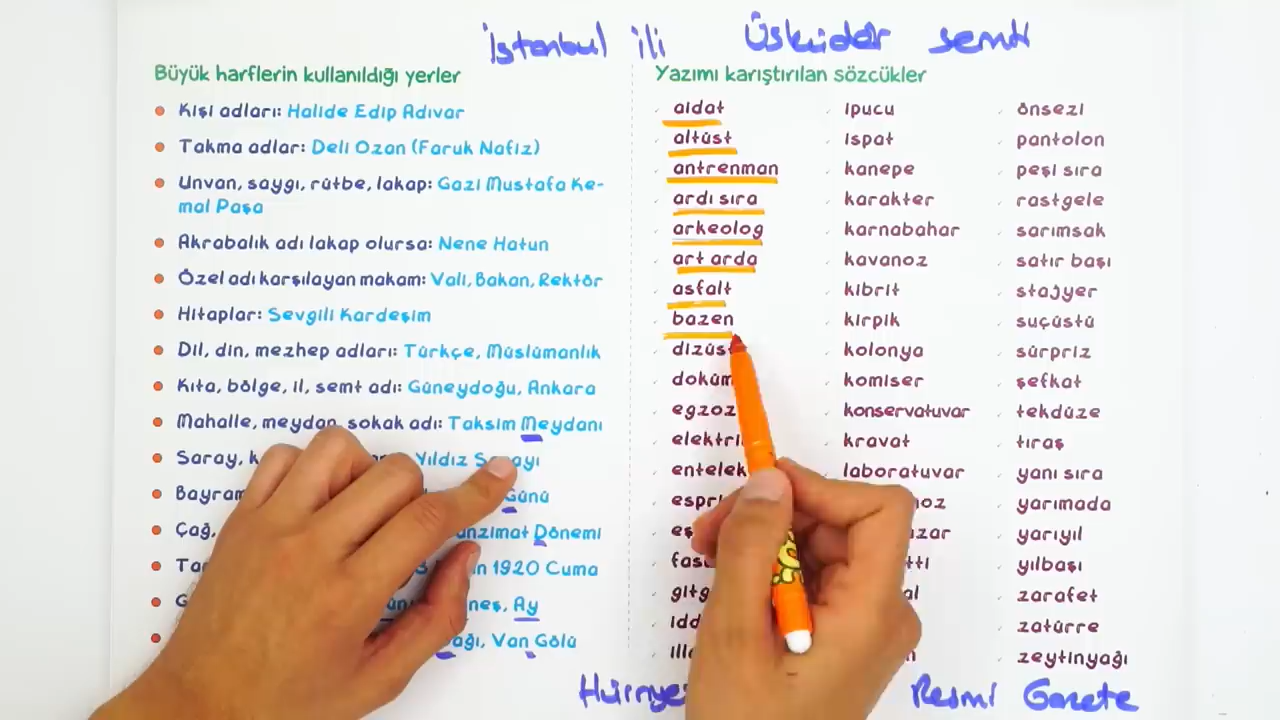 İstanbul ili Üsküdar semti
Büyük harflerin kullanıldığı yerler
Kişi adları: Halide Edip Adıvar
Takma adlar: Deli Ozan (Faruk Nafiz)
Unvan, saygı, rütbe, lakap: Gazi Mustafa Ke-
mal Paşa
Akrabalık adı lakap olursa: Nene Hatun
Özel adı karşılayan makam: Vali, Bakan, Rektör
Hitaplar: Sevgili Kardeşim
Dil, din, mezhep adları: Türkçe, Müslümanlık
Kıta, bölge, il, semt adı: Güneydoğu, Ankara
Mahalle, meydan, sokak adı: Taksim Meydanı
Saray, Yıldız Sarayı
Günü
Çağ, Dönemi
1920 Cuma
Ay
Van Gölü
Yazımı karıştırılan sözcükler
aidat
altüst
antrenman
ardı sıra
arkeolog
art arda
asfalt
bazen
ipucu
ispat
kanepe
karakter
karnabahar
kavanoz
kibrit
kirpik
kolonya
komiser
konservatuvar
kravat
laboratuvar
önsezi
pantolon
peşi sıra
rastgele
sarımsak
satır başı
stajyer
suçüstü
sürpriz
şefkat
tekdüze
tıraş
yanı sıra
yarımada
yarıyıl
yılbaşı
zarafet
zatürre
zeytinyağı
Resmi Gazete